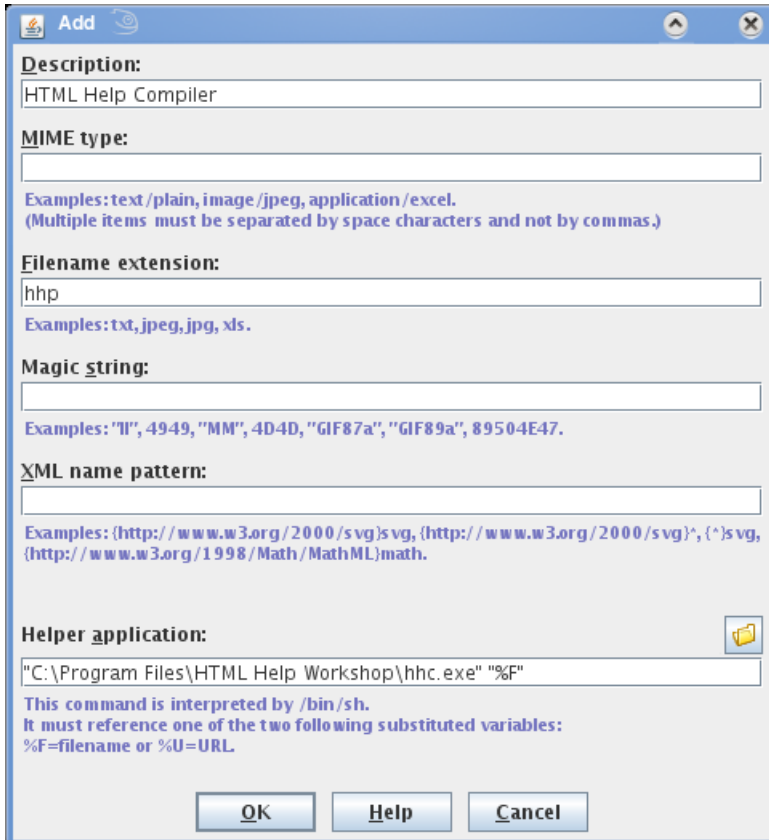 Add
Description:
HTML Help Compiler
MIME type:
Examples: text/plain, image/jpeg, application/excel.
(Multiple items must be separated by space characters and not by commas.)
Filename extension:
hhp
Examples: txt, jpeg, jpg, xls.
Magic string:
Examples: "II", 4949, "MM", 4D4D, "GIF87a", "GIF89a", 89504E47.
XML name pattern:
Examples: {http://www.w3.org/2000/svg}svg, {http://www.w3.org/2000/svg}*, {*}svg,
{http://www.w3.org/1998/Math/MathML}math.
Helper application:
"C:\Program Files\HTML Help Workshop\hhc.exe" "%F"
This command is interpreted by /bin/sh.
It must reference one of the two following substituted variables:
%F=filename or %U=URL.
OK Help Cancel